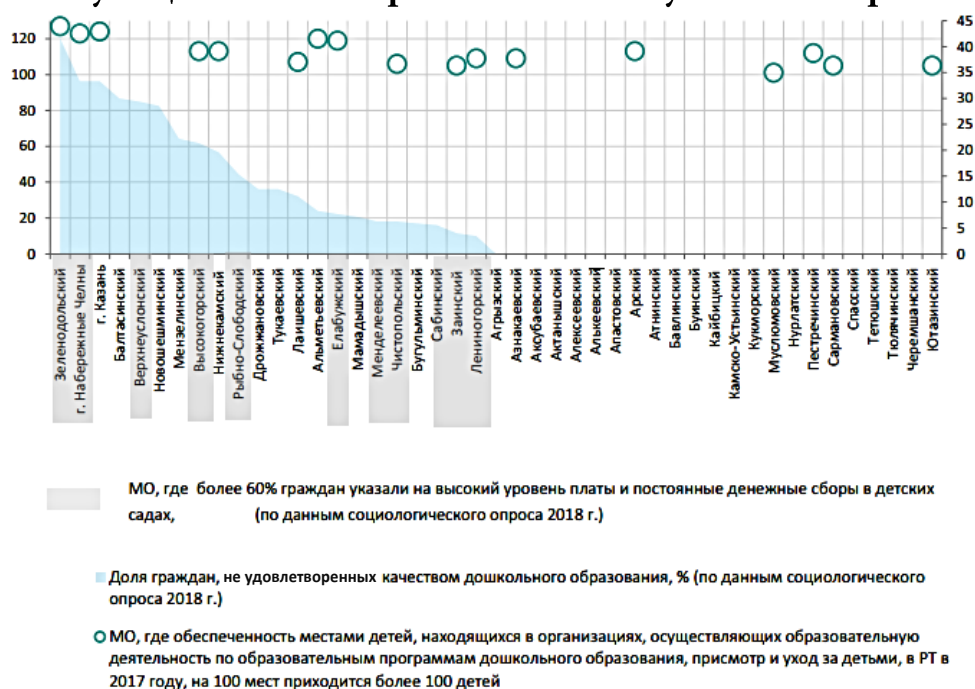 120
100
80
60
40
20
0
45
40
35
30
25
20
15
10
5
0
Зеленодольский
г. Набережные Челны
г. Казань
Балтасинский
Верхнеуслонский
Новошешминский
Мензелинский
Высокогорский
Нижнекамский
Рыбно-Слободский
Дрожжановский
Тукаевский
Лаишевский
Альметьевский
Елабужский
Мамадышский
Менделеевский
Чистопольский
Бугульминский
Сабинский
Заинский
Лениногорский
Агрызский
Азнакаевский
Аксубаевский
Актанышский
Алексеевский
Алькеевский
Апастовский
Арский
Атнинский
Бавлинский
Буинский
Кайбицкий
Камско-Устьинский
Кукморский
Муслюмовский
Нурлатский
Пестречинский
Сармановский
Спасский
Тетюшский
Тюлячинский
Черемшанский
Ютазинский
МО, где более 60% граждан указали на высокий уровень платы и постоянные денежные сборы в детских
садах, (по данным социологического опроса 2018 г.)
Доля граждан, не удовлетворенных качеством дошкольного образования, % (по данным социологического
опроса 2018 г.)
МО, где обеспеченность местами детей, находящихся в организациях, осуществляющих образовательную
деятельность по образовательным программам дошкольного образования, присмотр и уход за детьми, в РТ в
2017 году, на 100 мест приходится более 100 детей